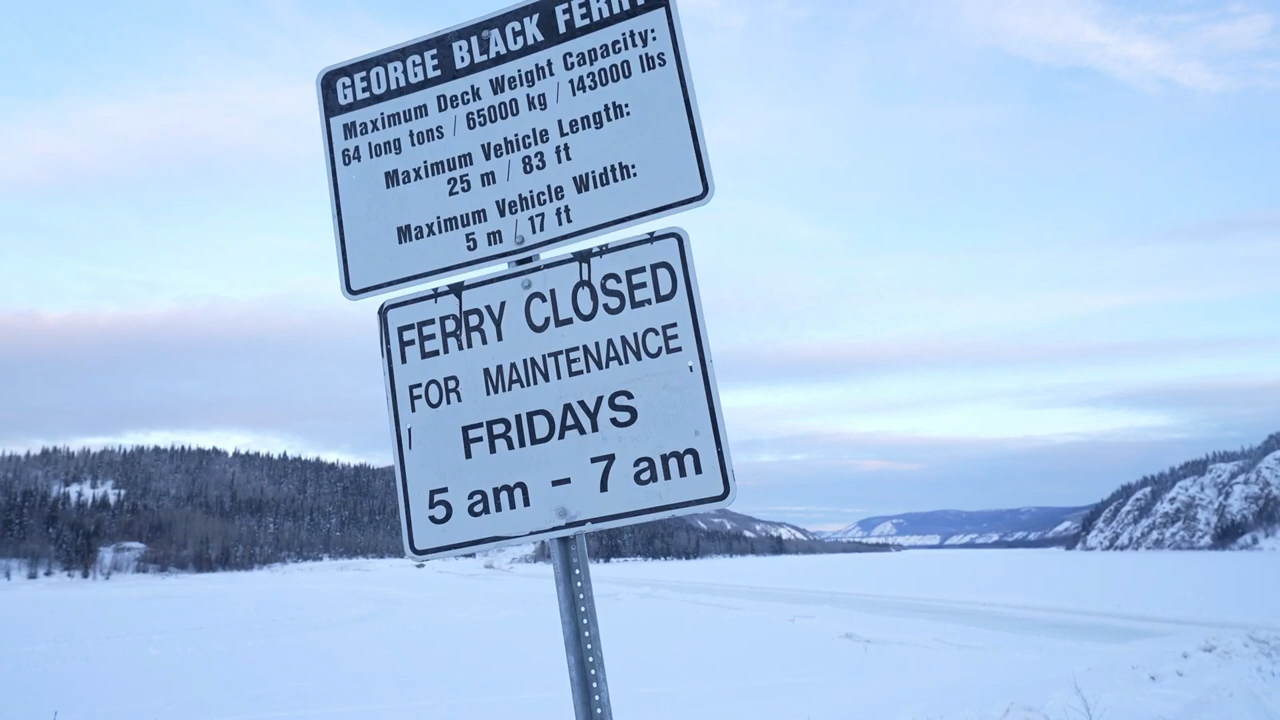 GEORGE BLACK FERRY
Maximum Deck Weight Capacity:
64 long tons / 65000 kg / 143000 lbs
Maximum Vehicle Length:
25 m / 83 ft
Maximum Vehicle Width:
5 m / 17 ft
FERRY CLOSED
FOR MAINTENANCE
FRIDAYS
5 am - 7 am